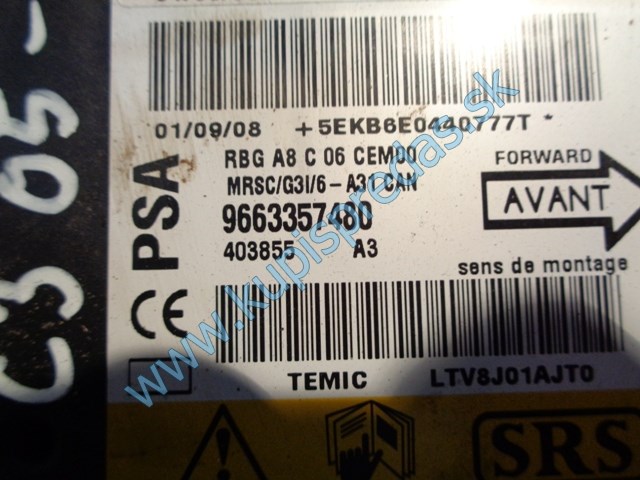 01/09/08 +5EKB6E0440777T *
PSA
RBG A8 C 06 CEM00
MRSC/G3I/6-A31 CAN
9663357480
403855 A3
FORWARD
AVANT
sens de montage
CE
TEMIC LTV8J01AJT0
SRS
C3 05-
www.kupispredas.sk